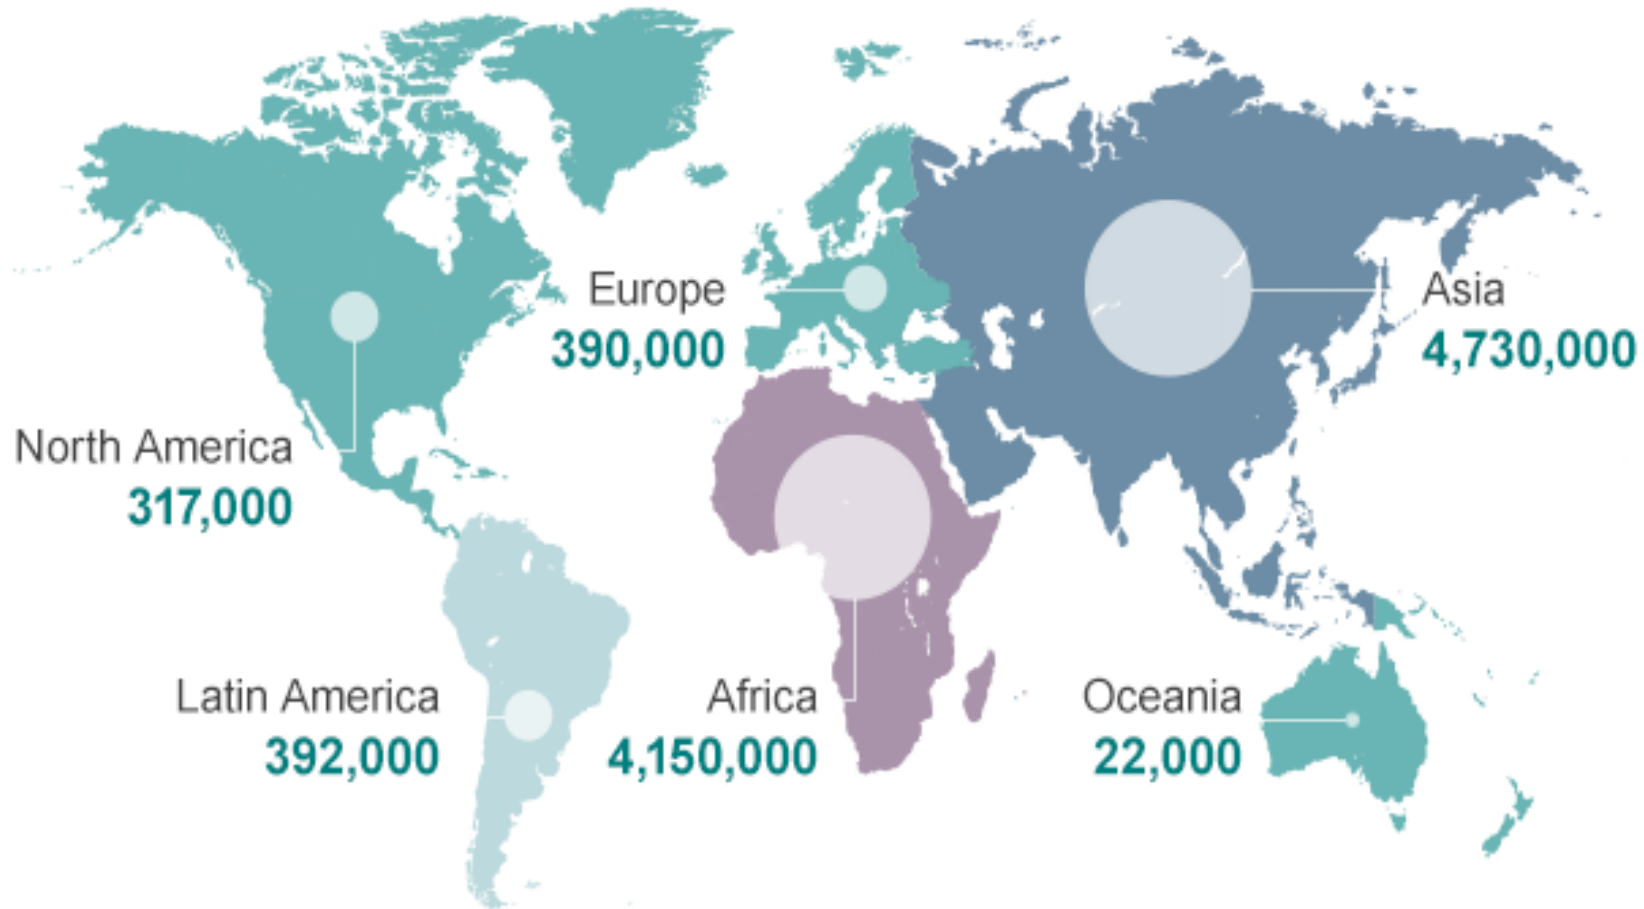 Europe
390,000
Asia
4,730,000
North America
317,000
Latin America
392,000
Africa
4,150,000
Oceania
22,000